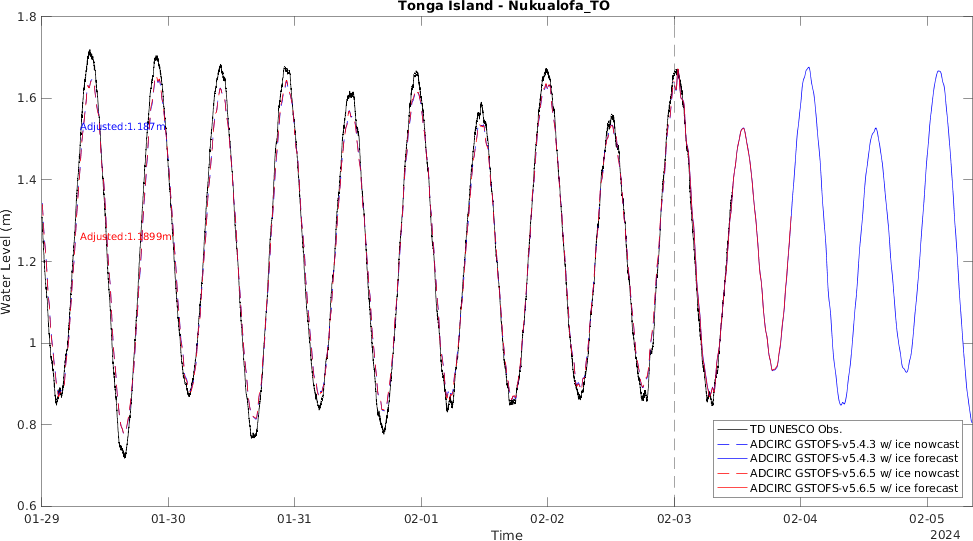 Tonga Island - Nukualofa_TO
1.8
1.6
1.4
1.2
1
0.8
0.6
Water Level (m)
Adjusted:1.187m
Adjusted:1.1899m
TD UNESCO Obs.
ADCIRC GSTOFS-v5.4.3 w/ ice nowcast
ADCIRC GSTOFS-v5.4.3 w/ ice forecast
ADCIRC GSTOFS-v5.6.5 w/ ice nowcast
ADCIRC GSTOFS-v5.6.5 w/ ice forecast
01-29 01-30 01-31 02-01 02-02 02-03 02-04 02-05
Time
2024